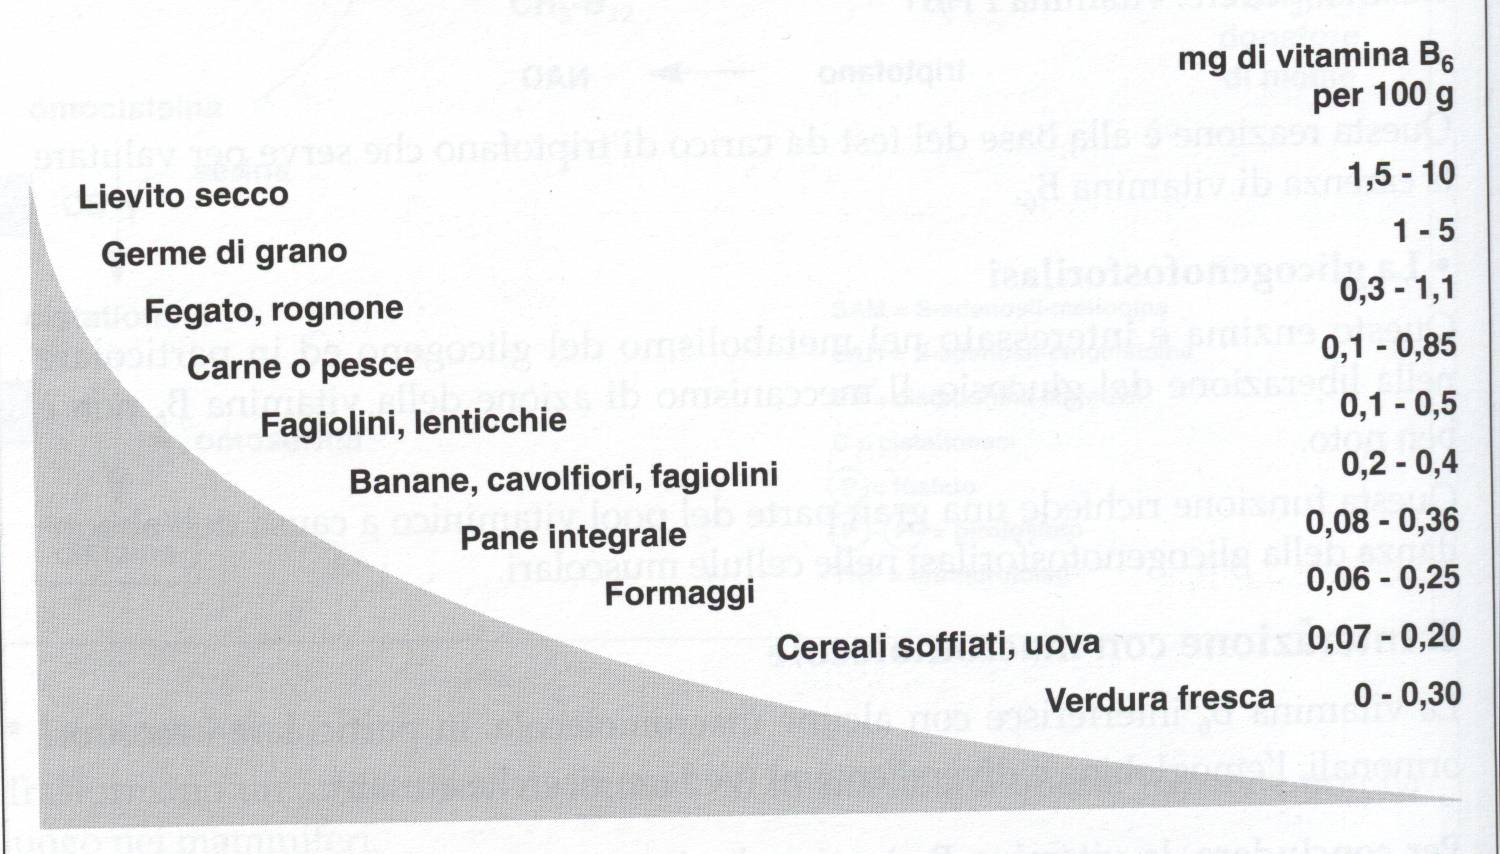 mg di vitamina B6
per 100 g
Lievito secco 1,5 - 10
Germe di grano 1 - 5
Fegato, rognone 0,3 - 1,1
Carne o pesce 0,1 - 0,85
Fagiolini, lenticchie 0,1 - 0,5
Banane, cavolfiori, fagiolini 0,2 - 0,4
Pane integrale 0,08 - 0,36
Formaggi 0,06 - 0,25
Cereali soffiati, uova 0,07 - 0,20
Verdura fresca 0 - 0,30